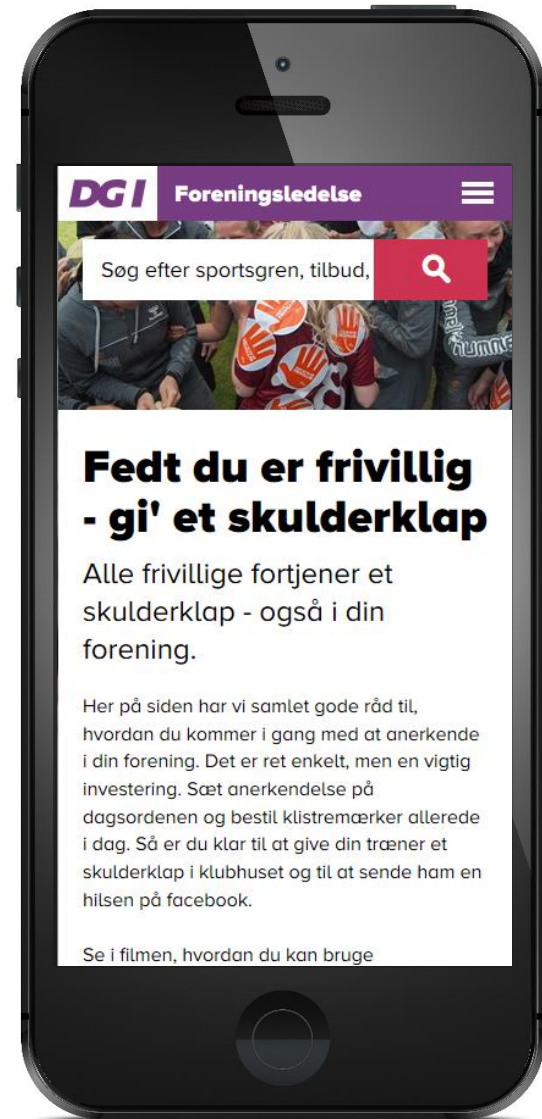 DGI Foreningsledelse
Søg efter sportsgren, tilbud,
Fedt du er frivillig
- gi' et skulderklap
Alle frivillige fortjener et
skulderklap - også i din
forening.
Her på siden har vi samlet gode råd til,
hvordan du kommer i gang med at anerkende
i din forening. Det er ret enkelt, men en vigtig
investering. Sæt anerkendelse på
dagsordenen og bestil klistremærker allerede
i dag. Så er du klar til at give din træner et
skulderklap i klubhuset og til at sende ham en
hilsen på facebook.
Se i filmen, hvordan du kan bruge